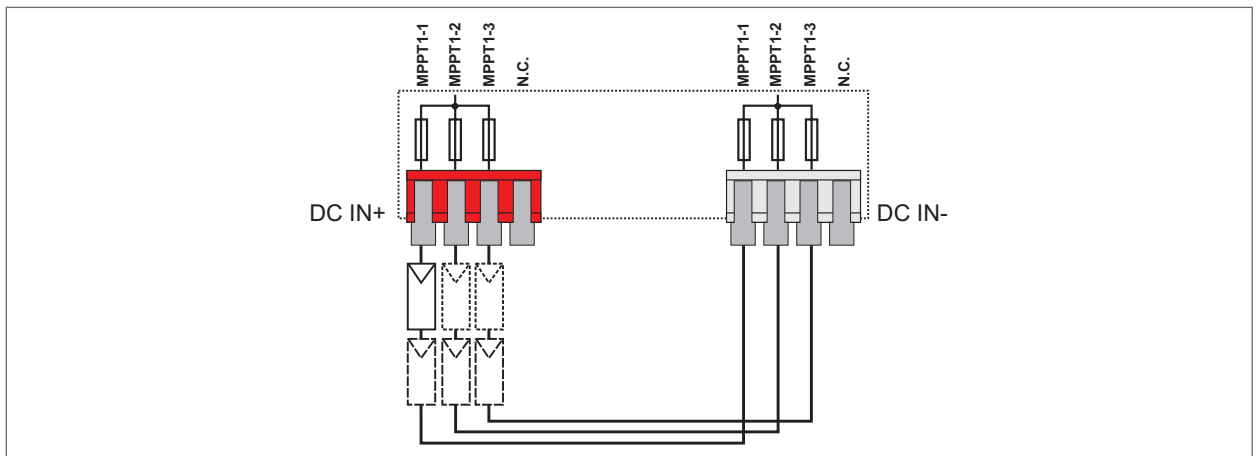 MPPT1-1
MPPT1-2
MPPT1-3
N.C.
MPPT1-1
MPPT1-2
MPPT1-3
N.C.
DC IN+
DC IN-